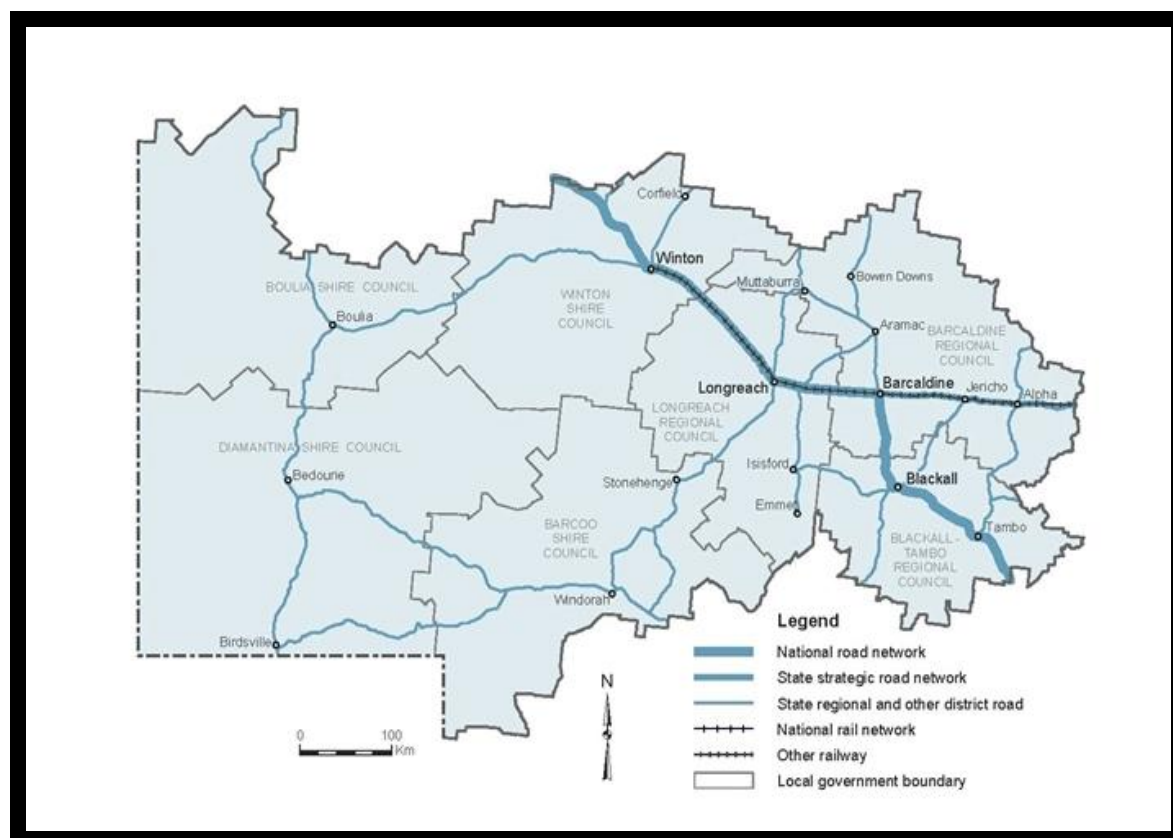 Corfield
Winton
BOULIA SHIRE COUNCIL
Muttaburra
Bowen Downs
WINTON
SHIRE
COUNCIL
Boulia
Aramac
BARCALDINE
REGIONAL
COUNCIL
Longreach
Barcaldine
Jericho
Alpha
LONGREACH
REGIONAL
COUNCIL
DIAMANTINA SHIRE COUNCIL
Bedourie
Stonehenge
Isisford
Blackall
Emmet
BARCOO
SHIRE
COUNCIL
Tambo
BLACKALL -
TAMBO
REGIONAL
COUNCIL
Windorah
Birdsville
Legend
National road network
State strategic road network
State regional and other district road
National rail network
Other railway
Local government boundary
N
0 100
Km